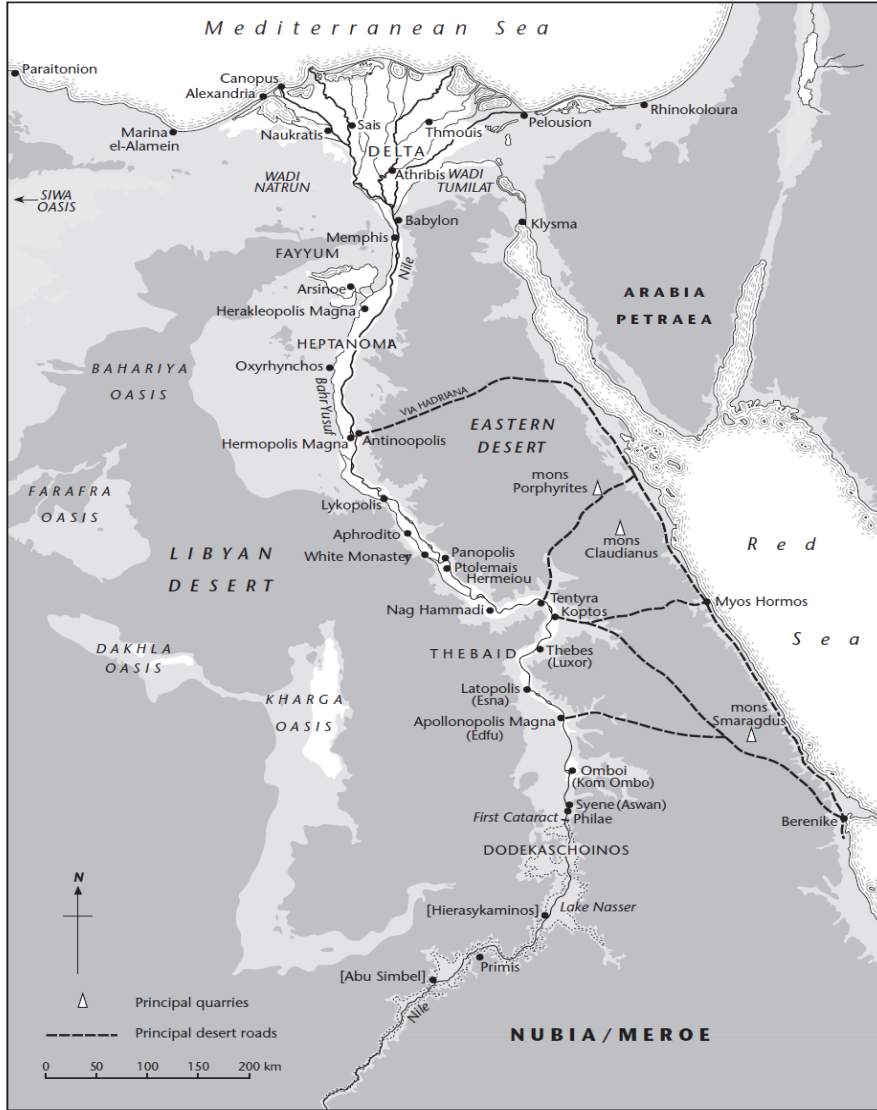 Mediterranean Sea
Paraitonion
Canopus
Alexandria
Rhinokoloura
Marina
el-Alamein
Naukratis
Sais
Thmouis
Pelousion
DELTA
WADI
NATRUN
Athribis
WADI
TUMILAT
SIWA
OASIS
Babylon
Klysma
Memphis
FAYYUM
Nile
Arsinoe
ARABIA
PETRAEA
Herakleopolis Magna
HEPTANOMA
BAHARIYA
OASIS
Oxyrhynchos
Bahr Yusuf
VIA HADRIANA
EASTERN
DESERT
Hermopolis Magna
Antinoopolis
mons
Porphyrites
FARAFRA
OASIS
Lykopolis
mons
Claudianus
Red
Sea
LIBYAN
DESERT
Aphrodito
White Monastey
Panopolis
Ptolemais
Hermeiou
Nag Hammadi
Tentyra
Koptos
Myos Hormos
DAKHLA
OASIS
THEBAID
Thebes
(Luxor)
KHARGA
OASIS
Latopolis
(Esna)
mons
Smaragdus
Apollonopolis Magna
(Edfu)
Omboi
(Kom Ombo)
Syene (Aswan)
First Cataract
Philae
Berenike
DODEKASCHOINOS
N
[Hierasykaminos]
Lake Nasser
Primis
[Abu Simbel]
Nile
Principal quarries
Principal desert roads
NUBIA/MEROE
0 50 100 150 200 km